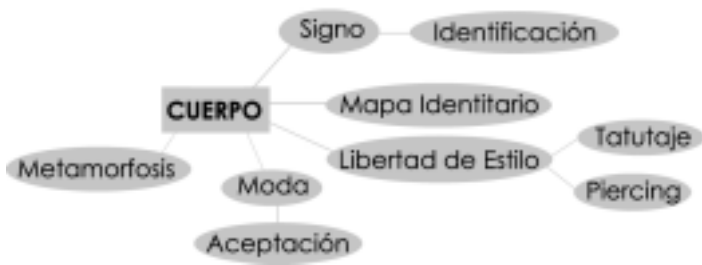 Signo
Identificación
CUERPO
Mapa Identitario
Libertad de Estilo
Tatutaje
Piercing
Metamorfosis
Moda
Aceptación